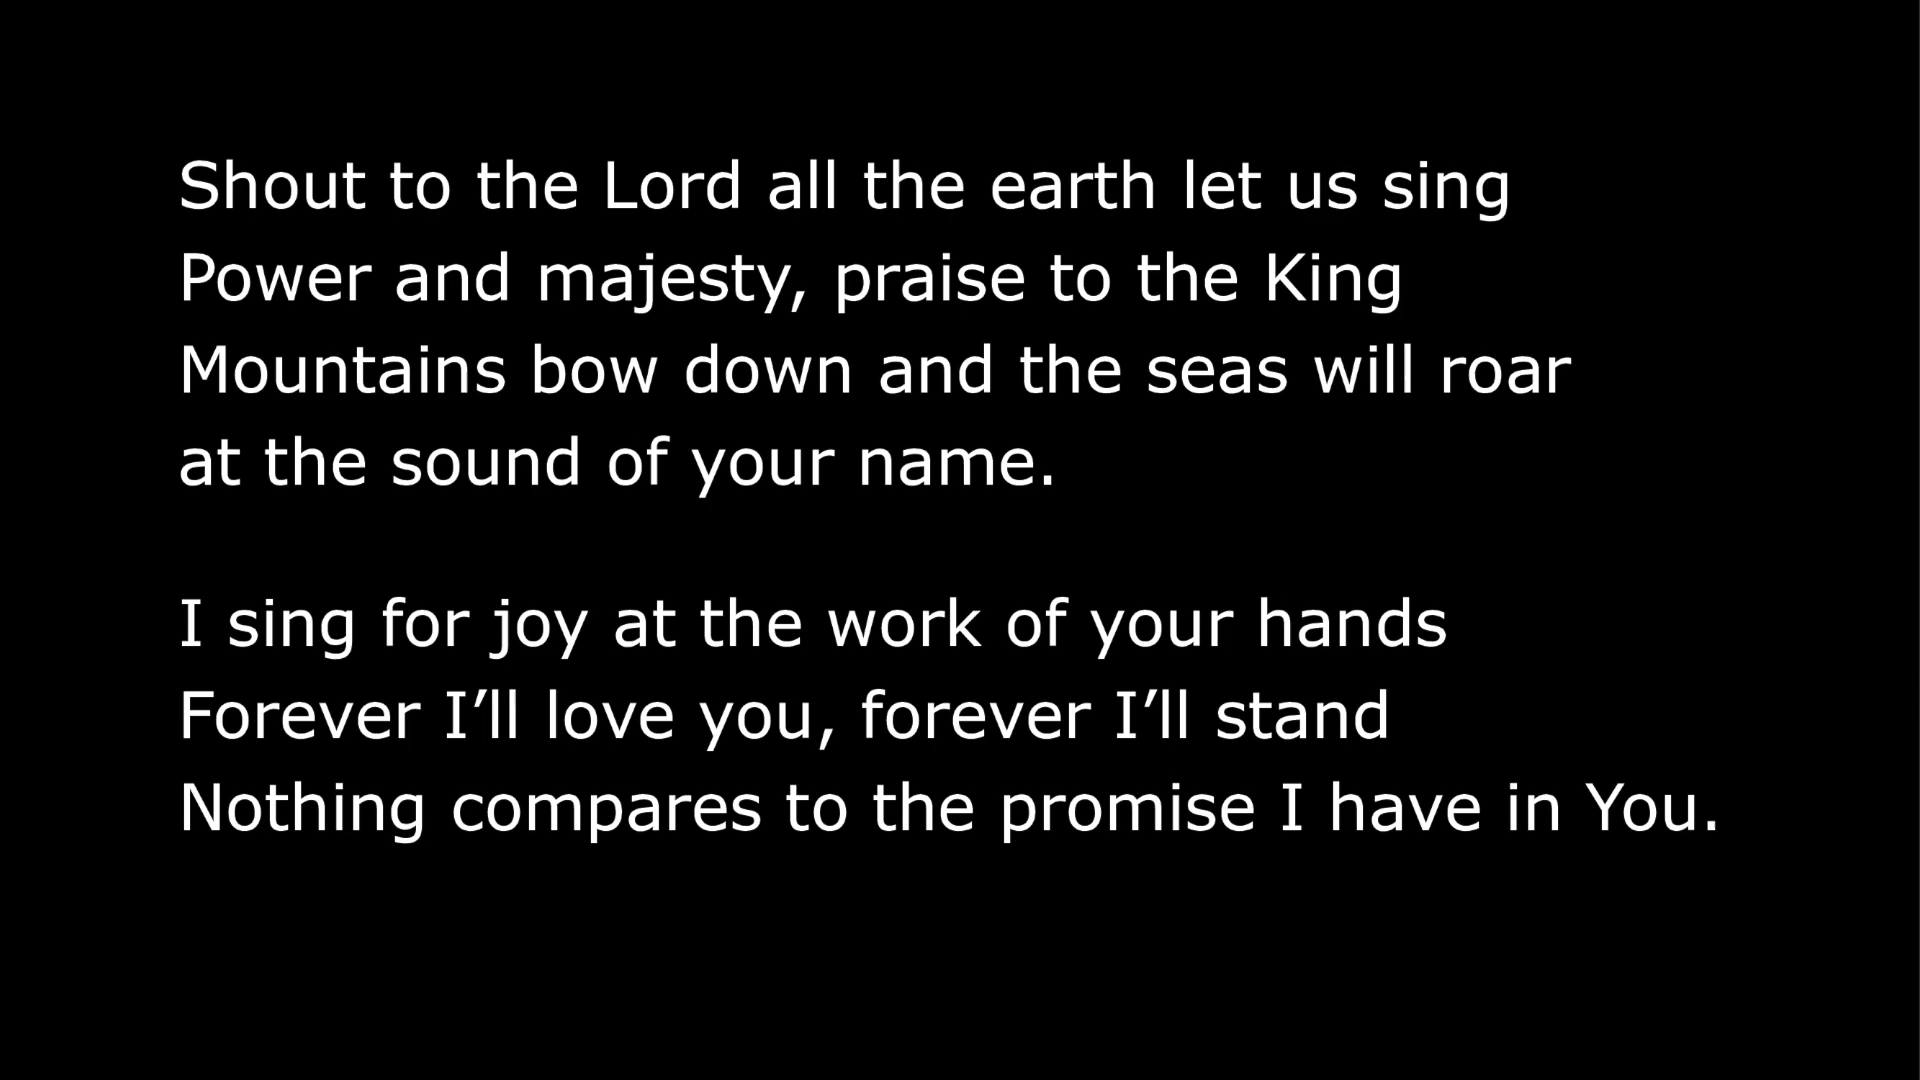 Shout to the Lord all the earth let us sing
Power and majesty, praise to the King
Mountains bow down and the seas will roar
at the sound of your name.
I sing for joy at the work of your hands
Forever I’ll love you, forever I’ll stand
Nothing compares to the promise I have in You.